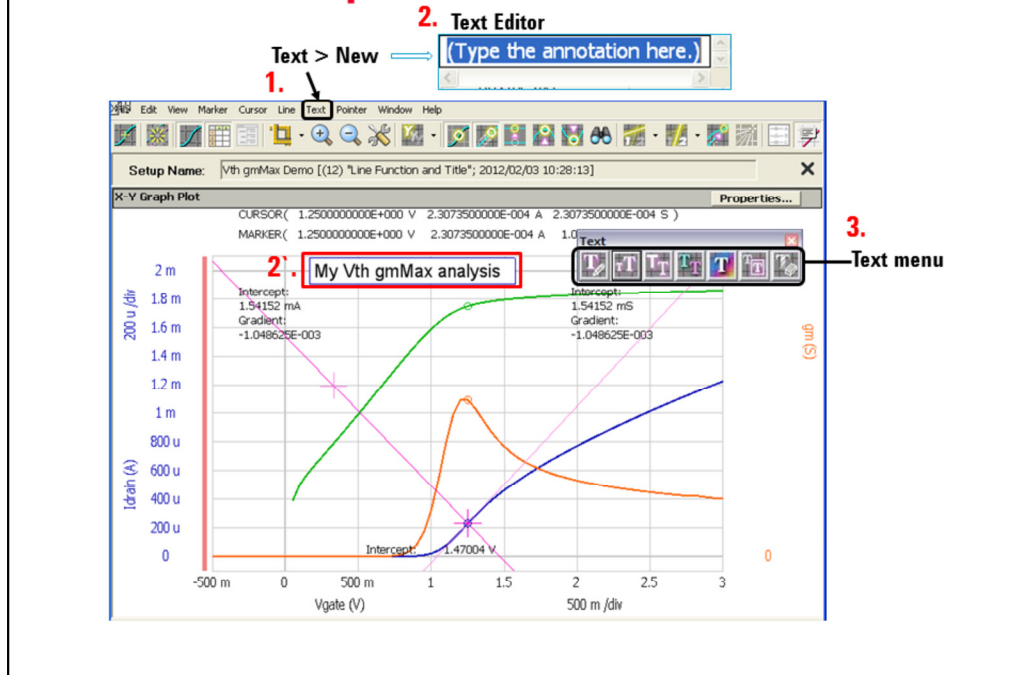 2. Text Editor
(Type the annotation here.)
Text > New
1.
Edit View Marker Cursor Line Text Pointer Window Help
Setup Name: Vth gmMax Demo [(12) "Line Function and Title"; 2012/02/03 10:28:13]
X-Y Graph Plot Properties...
CURSOR( 1.2500000000E+000 V 2.3073500000E-004 A 2.3073500000E-004 S )
MARKER( 1.2500000000E+000 V 2.3073500000E-004 A 1.0
3.
Text
Text menu
2`. My Vth gmMax analysis
2 m
Intercept: Intercept:
200 u /div 1.8 m 1.54152 mA 1.54152 mS
Gradient: Gradient:
1.6 m -1.048625E-003 -1.048625E-003
gm (S)
1.4 m
1.2 m
1 m
800 u
Idrain (A) 600 u
400 u
200 u
Intercept: 1.47004 V
0 0
-500 m 0 500 m 1 1.5 2 2.5 3
Vgate (V) 500 m /div